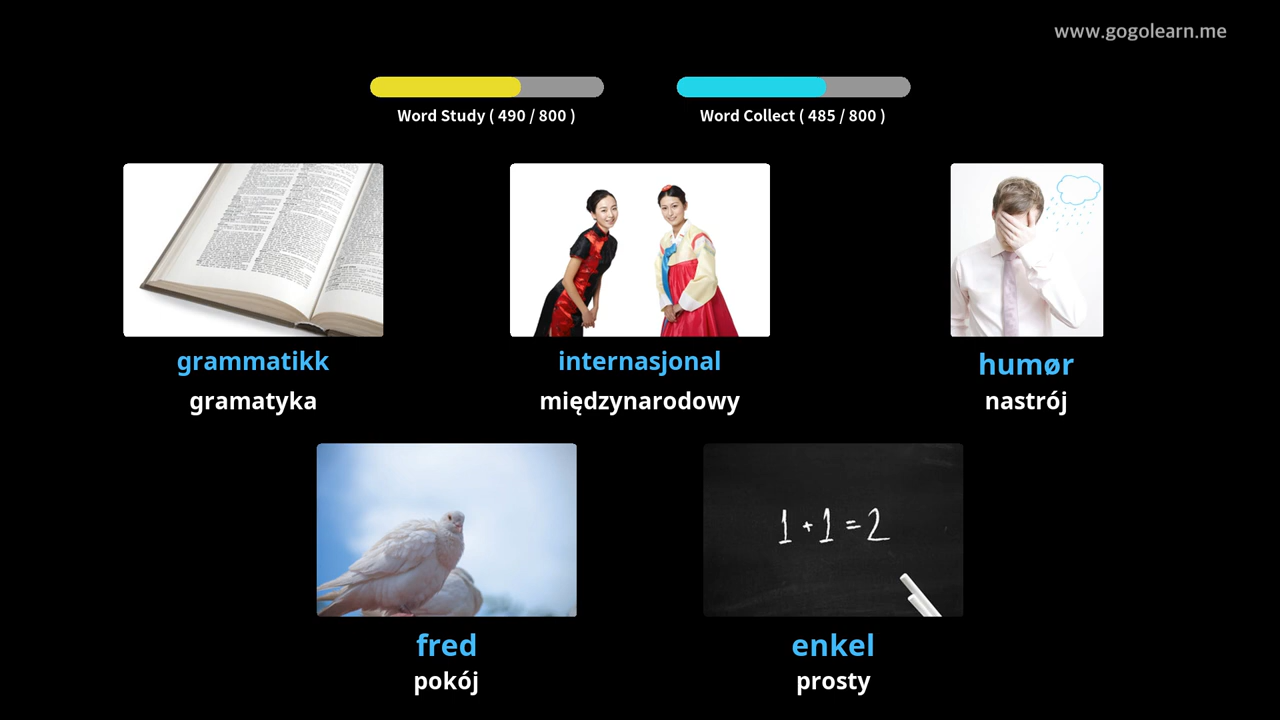 www.gogolearn.me
Word Study ( 490 / 800 )
Word Collect ( 485 / 800 )
grammatikk
gramatyka
internasjonal
międzynarodowy
humør
nastrój
1 + 1 = 2
fred
pokój
enkel
prosty